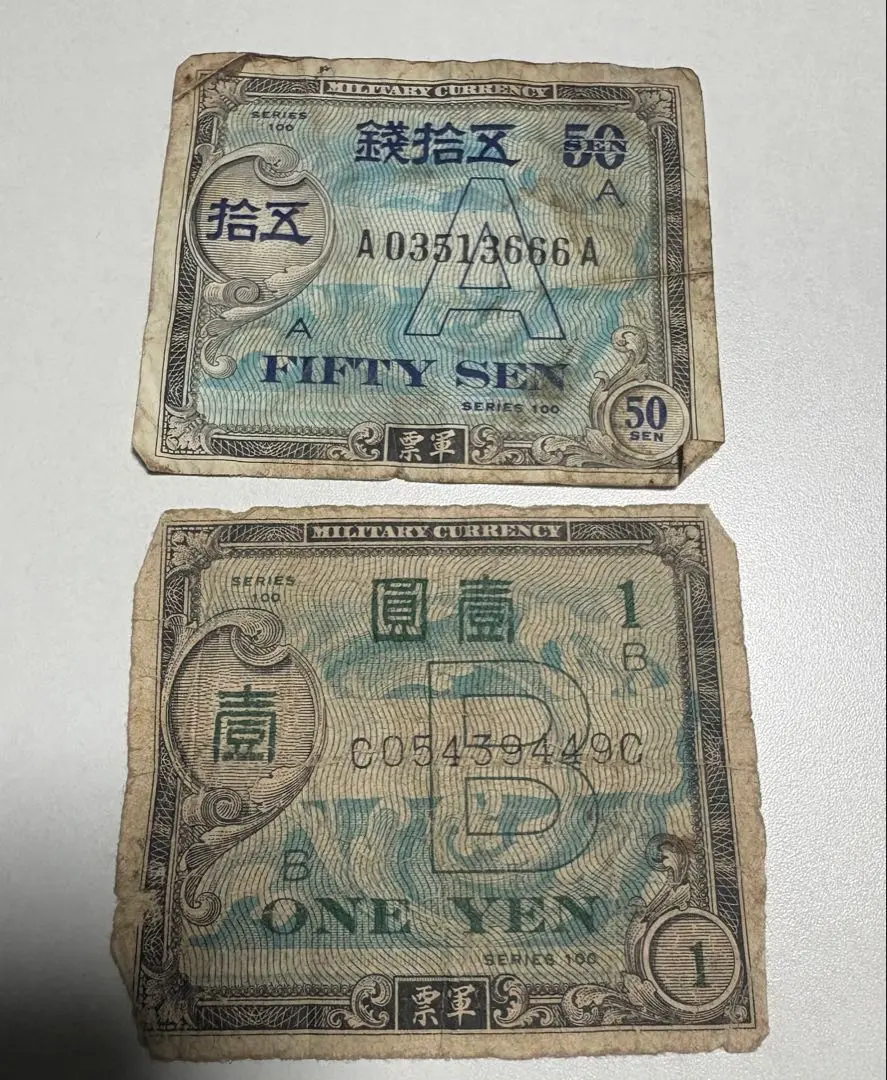 MILITARY CURRENCY
SERIES
100
錢拾五
50
SEN
A
拾五
A03513666A
A
A
FIFTY SEN
SERIES 100
50
SEN
票軍
MILITARY CURRENCY
SERIES
100
圓壹
1
B
壹
B
C05439449C
B
ONE YEN
SERIES 100
1
票軍